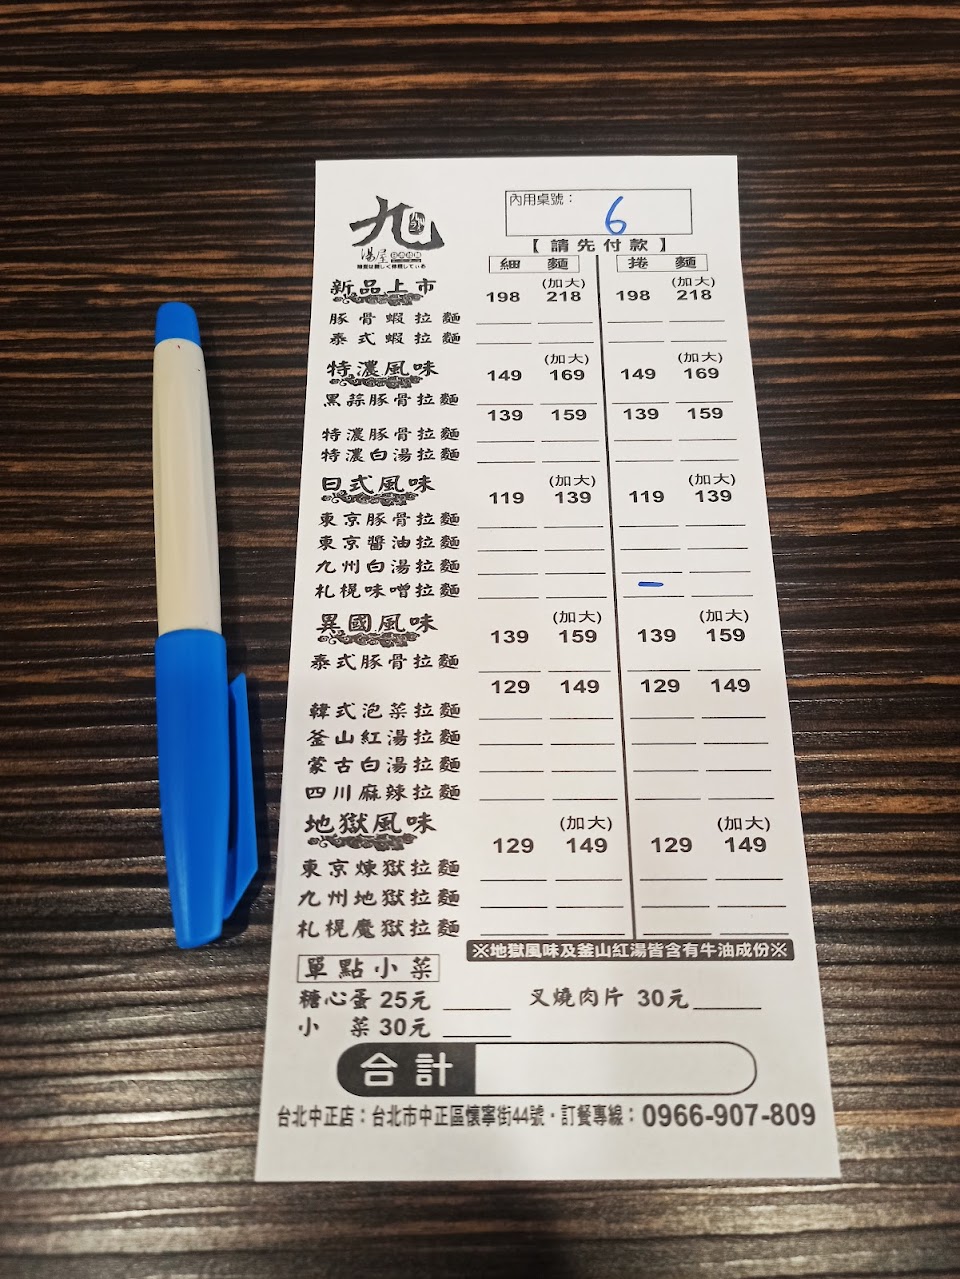 九
湯屋
內用桌號：
6
【請先付款】
細麵 捲麵
新品上市 198 (加大) 218 198 (加大) 218
豚骨蝦拉麵
泰式蝦拉麵
特濃風味 149 (加大) 169 149 (加大) 169
黑蒜豚骨拉麵
139 159 139 159
特濃豚骨拉麵
特濃白湯拉麵
日式風味 119 (加大) 139 119 (加大) 139
東京豚骨拉麵
東京醬油拉麵
九州白湯拉麵
札幌味噌拉麵
異國風味 139 (加大) 159 139 (加大) 159
泰式豚骨拉麵
129 149 129 149
韓式泡菜拉麵
釜山紅湯拉麵
蒙古白湯拉麵
四川麻辣拉麵
地獄風味 129 (加大) 149 129 (加大) 149
東京煉獄拉麵
九州地獄拉麵
札幌魔獄拉麵
※地獄風味及釜山紅湯皆含有牛油成份※
單點小菜
糖心蛋 25元 叉燒肉片 30元
小菜 30元
合計
台北中正店：台北市中正區懷寧街44號・訂餐專線：0966-907-809